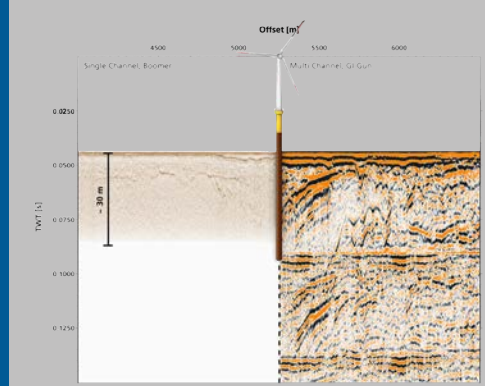 Offset [m]
4500 5000 5500 6000
Single Channel, Boomer
Multi Channel, GI-Gun
0.0250
0.0500
0.0750
0.1000
0.1250
TWT [s]
~ 30 m